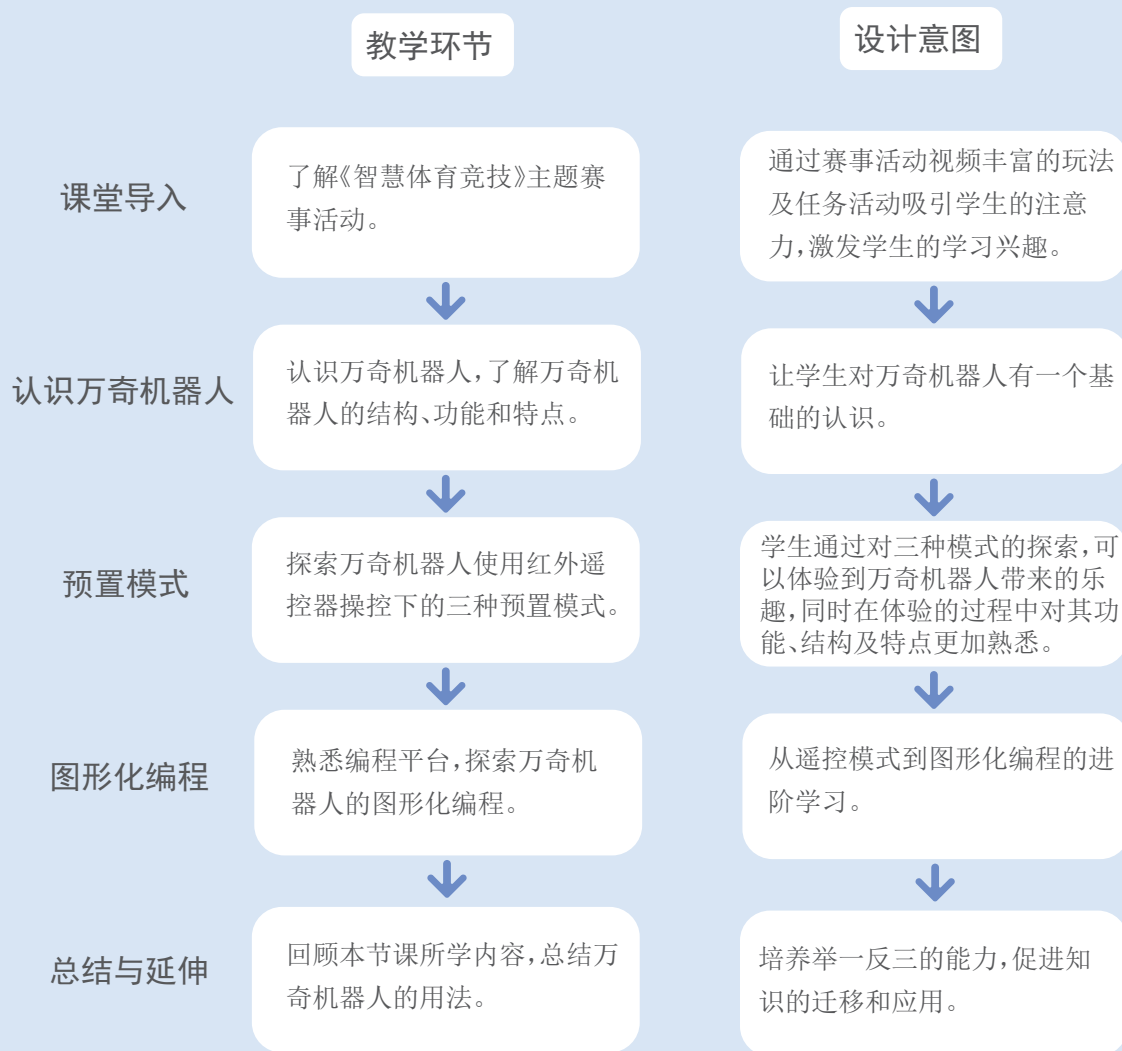 教学环节
设计意图
课堂导入
了解《智慧体育竞技》主题赛
事活动。
通过赛事活动视频丰富的玩法
及任务活动吸引学生的注意
力,激发学生的学习兴趣。
认识万奇机器人
认识万奇机器人,了解万奇机
器人的结构、功能和特点。
让学生对万奇机器人有一个基
础的认识。
预置模式
探索万奇机器人使用红外遥
控器操控下的三种预置模式。
学生通过对三种模式的探索,可
以体验到万奇机器人带来的乐
趣,同时在体验的过程中对其功
能、结构及特点更加熟悉。
图形化编程
熟悉编程平台,探索万奇机
器人的图形化编程。
从遥控模式到图形化编程的进
阶学习。
总结与延伸
回顾本节课所学内容,总结万
奇机器人的用法。
培养举一反三的能力,促进知
识的迁移和应用。